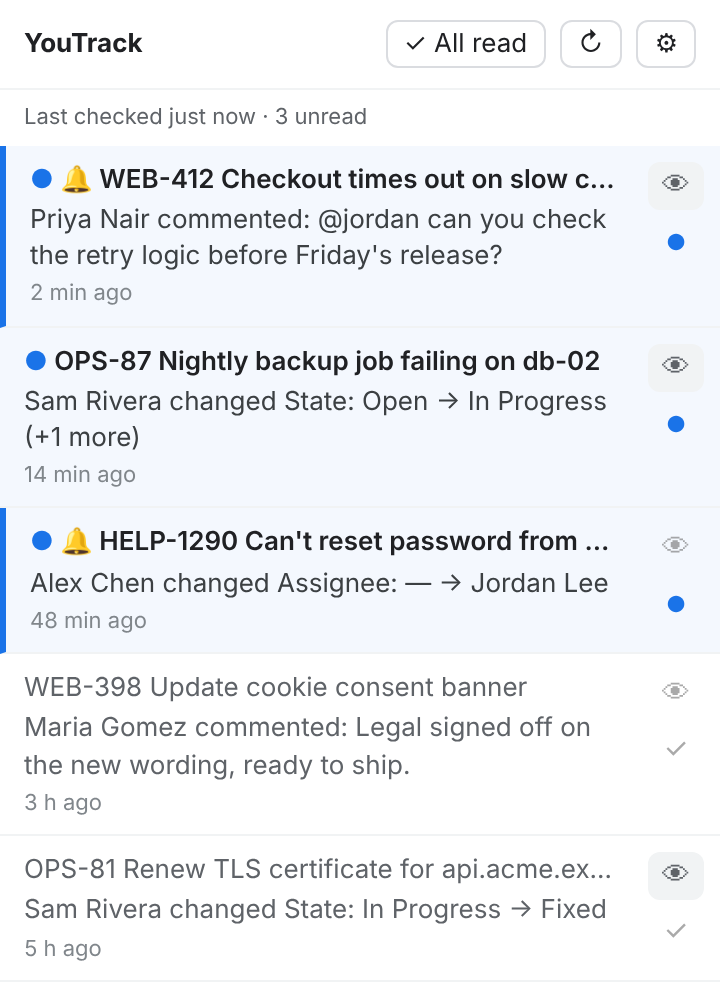 YouTrack
✓ All read
Last checked just now · 3 unread
🔔 WEB-412 Checkout times out on slow c...
Priya Nair commented: @jordan can you check
the retry logic before Friday's release?
2 min ago
OPS-87 Nightly backup job failing on db-02
Sam Rivera changed State: Open → In Progress
(+1 more)
14 min ago
🔔 HELP-1290 Can't reset password from ...
Alex Chen changed Assignee: — → Jordan Lee
48 min ago
WEB-398 Update cookie consent banner
Maria Gomez commented: Legal signed off on
the new wording, ready to ship.
3 h ago
OPS-81 Renew TLS certificate for api.acme.ex...
Sam Rivera changed State: In Progress → Fixed
5 h ago